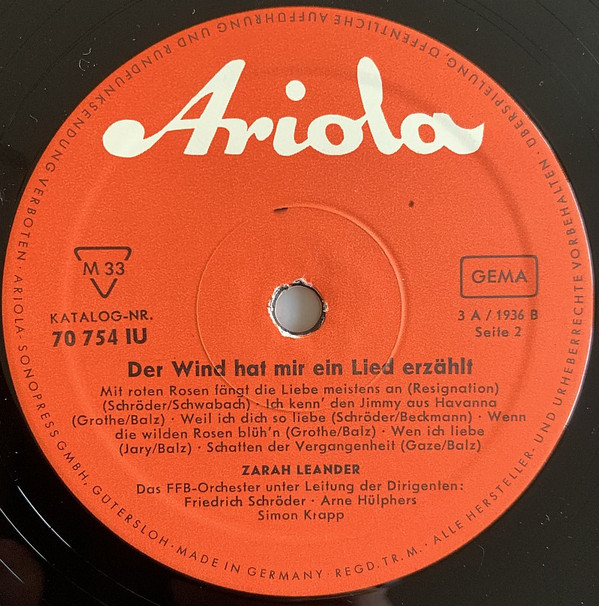 Ariola
M 33
KATALOG-NR.
70 754 IU
GEMA
3 A / 1936 B
Seite 2
Der Wind hat mir ein Lied erzählt
Mit roten Rosen fängt die Liebe meistens an (Resignation)
(Schröder/Schwabach) · Ich kenn' den Jimmy aus Havanna
(Grothe/Balz) · Weil ich dich so liebe (Schröder/Beckmann) · Wenn
die wilden Rosen blüh'n (Grothe/Balz) · Wen ich liebe
(Jary/Balz) · Schatten der Vergangenheit (Gaze/Balz)
ZARAH LEANDER
Das FFB-Orchester unter Leitung der Dirigenten:
Friedrich Schröder · Arne Hülphers
Simon Krapp
ARIOLA-SONOPRESS GMBH, GÜTERSLOH · MADE IN GERMANY · REGD. TR. M. · ALLE HERSTELLER- UND URHEBERRECHTE VORBEHALTEN · ÜBERSPIELUNG, ÖFFENTLICHE AUFFÜHRUNG UND RUNDFUNKSENDUNG VERBOTEN ·